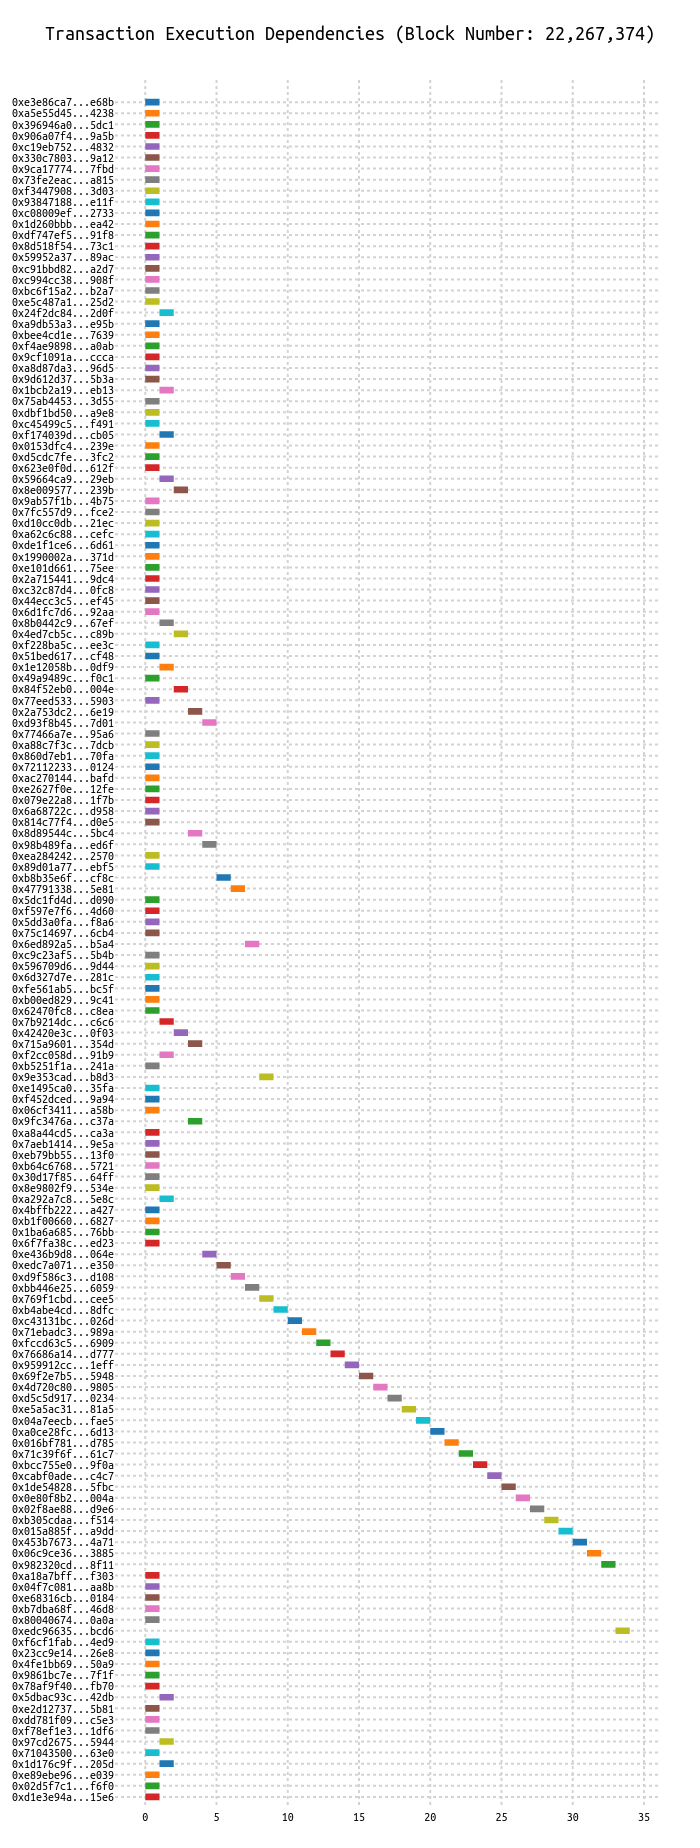 Transaction Execution Dependencies (Block Number: 22,267,374)
0xe3e86ca7...e68b
0xa5e55d45...4238
0x396946a0...5dc1
0x906a07f4...9a5b
0xc19eb752...4832
0x330c7803...9a12
0x9ca17774...7fbd
0x73fe2eac...a815
0xf3447908...3d03
0x93847188...e11f
0xc08009ef...2733
0x1d260bbb...ea42
0xdf747ef5...91f8
0x8d518f54...73c1
0x59952a37...89ac
0xc91bbd82...a2d7
0xc994cc38...908f
0xbc6f15a2...b2a7
0xe5c487a1...25d2
0x24f2dc84...2d0f
0xa9db53a3...e95b
0xbee4cd1e...7639
0xf4ae9898...a0ab
0x9cf1091a...ccca
0xa8d87da3...96d5
0x9d612d37...5b3a
0x1bcb2a19...eb13
0x75ab4453...3d55
0xdbf1bd50...a9e8
0xc45499c5...f491
0xf174039d...cb05
0x0153dfc4...239e
0xd5cdc7fe...3fc2
0x623e0f0d...612f
0x59664ca9...29eb
0x8e009577...239b
0x9ab57f1b...4b75
0x7fc557d9...fce2
0xd10cc0db...21ec
0xa62c6c88...cefc
0xde1f1ce6...6d61
0x1990002a...371d
0xe101d661...75ee
0x2a715441...9dc4
0xc32c87d4...0fc8
0x44ecc3c5...ef45
0x6d1fc7d6...92aa
0x8b0442c9...67ef
0x4ed7cb5c...c89b
0xf228ba5c...ee3c
0x51bed617...cf48
0x1e12058b...0df9
0x49a9489c...f0c1
0x84f52eb0...004e
0x77eed533...5903
0x2a753dc2...6e19
0xd93f8b45...7d01
0x77466a7e...95a6
0xa88c7f3c...7dcb
0x860d7eb1...70fa
0x72112233...0124
0xac270144...bafd
0xe2627f0e...12fe
0x079e22a8...1f7b
0x6a68722c...d958
0x814c77f4...d0e5
0x8d89544c...5bc4
0x98b489fa...ed6f
0xea284242...2570
0x89d01a77...ebf5
0xb8b35e6f...cf8c
0x47791338...5e81
0x5dc1fd4d...d090
0xf597e7f6...4d60
0x5dd3a0fa...f8a6
0x75c14697...6cb4
0x6ed892a5...b5a4
0xc9c23af5...5b4b
0x596709d6...9d44
0x6d327d7e...281c
0xfe561ab5...bc5f
0xb00ed829...9c41
0x62470fc8...c8ea
0x7b9214dc...c6c6
0x42420e3c...0f03
0x715a9601...354d
0xf2cc058d...91b9
0xb5251f1a...241a
0x9e353cad...b8d3
0xe1495ca0...35fa
0xf452dced...9a94
0x06cf3411...a58b
0x9fc3476a...c37a
0xa8a44cd5...ca3a
0x7aeb1414...9e5a
0xeb79bb55...13f0
0xb64c6768...5721
0x30d17f85...64ff
0x8e9802f9...534e
0xa292a7c8...5e8c
0x4bffb222...a427
0xb1f00660...6827
0x1ba6a685...76bb
0x6f7fa38c...ed23
0xe436b9d8...064e
0xedc7a071...e350
0xd9f586c3...d108
0xbb446e25...6059
0x769f1cbd...cee5
0xb4abe4cd...8dfc
0xc43131bc...026d
0x71ebadc3...989a
0xfccd63c5...6909
0x76686a14...d777
0x959912cc...1eff
0x69f2e7b5...5948
0x4d720c80...9805
0xd5c5d917...0234
0xe5a5ac31...81a5
0x04a7eecb...fae5
0xa0ce28fc...6d13
0x016bf781...d785
0x71c39f6f...61c7
0xbcc755e0...9f0a
0xcabf0ade...c4c7
0x1de54828...5fbc
0x0e80f8b2...004a
0x02f8ae88...d9e6
0xb305cdaa...f514
0x015a885f...a9dd
0x453b7673...4a71
0x06c9ce36...3885
0x982320cd...8f11
0xa18a7bff...f303
0x04f7c081...aa8b
0xe68316cb...0184
0xb7dba68f...46d8
0x80040674...0a0a
0xedc96635...bcd6
0xf6cf1fab...4ed9
0x23cc9e14...26e8
0x4fe1bb69...50a9
0x9861bc7e...7f1f
0x78af9f40...fb70
0x5dbac93c...42db
0xe2d12737...5b81
0xdd781f09...c5e3
0xf78ef1e3...1df6
0x97cd2675...5944
0x71043500...63e0
0x1d176c9f...205d
0xe89ebe96...e039
0x02d5f7c1...f6f0
0xd1e3e94a...15e6
0 5 10 15 20 25 30 35